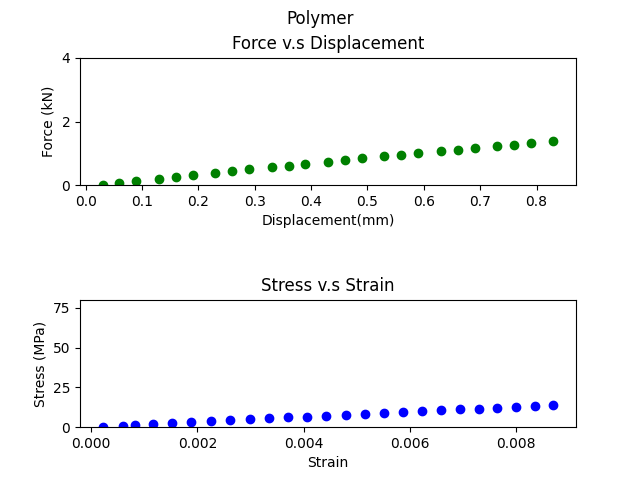 Polymer
Force v.s Displacement
4
2
0
Force (kN)
0.0 0.1 0.2 0.3 0.4 0.5 0.6 0.7 0.8
Displacement(mm)
Stress v.s Strain
75
50
25
0
Stress (MPa)
0.000 0.002 0.004 0.006 0.008
Strain